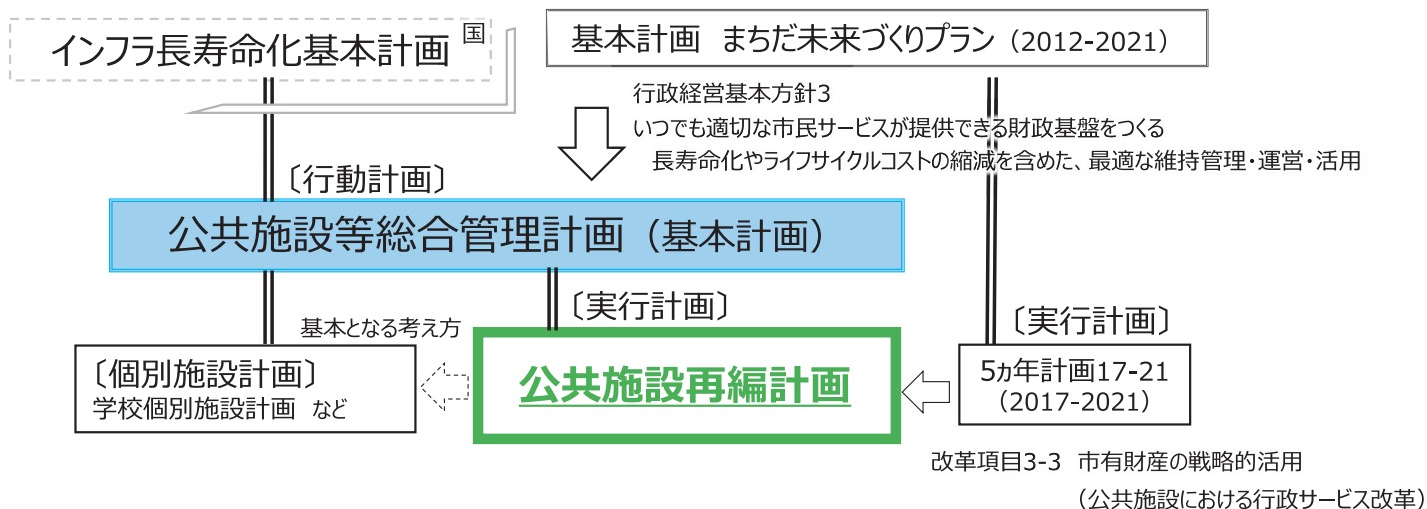 インフラ長寿命化基本計画 国
基本計画 まちだ未来づくりプラン（2012-2021）
行政経営基本方針3
いつでも適切な市民サービスが提供できる財政基盤をつくる
長寿命化やライフサイクルコストの縮減を含めた、最適な維持管理・運営・活用
〔行動計画〕
公共施設等総合管理計画（基本計画）
〔実行計画〕
〔実行計画〕
基本となる考え方
〔個別施設計画〕
学校個別施設計画 など
公共施設再編計画
5ヵ年計画17-21
（2017-2021）
改革項目3-3 市有財産の戦略的活用
（公共施設における行政サービス改革）